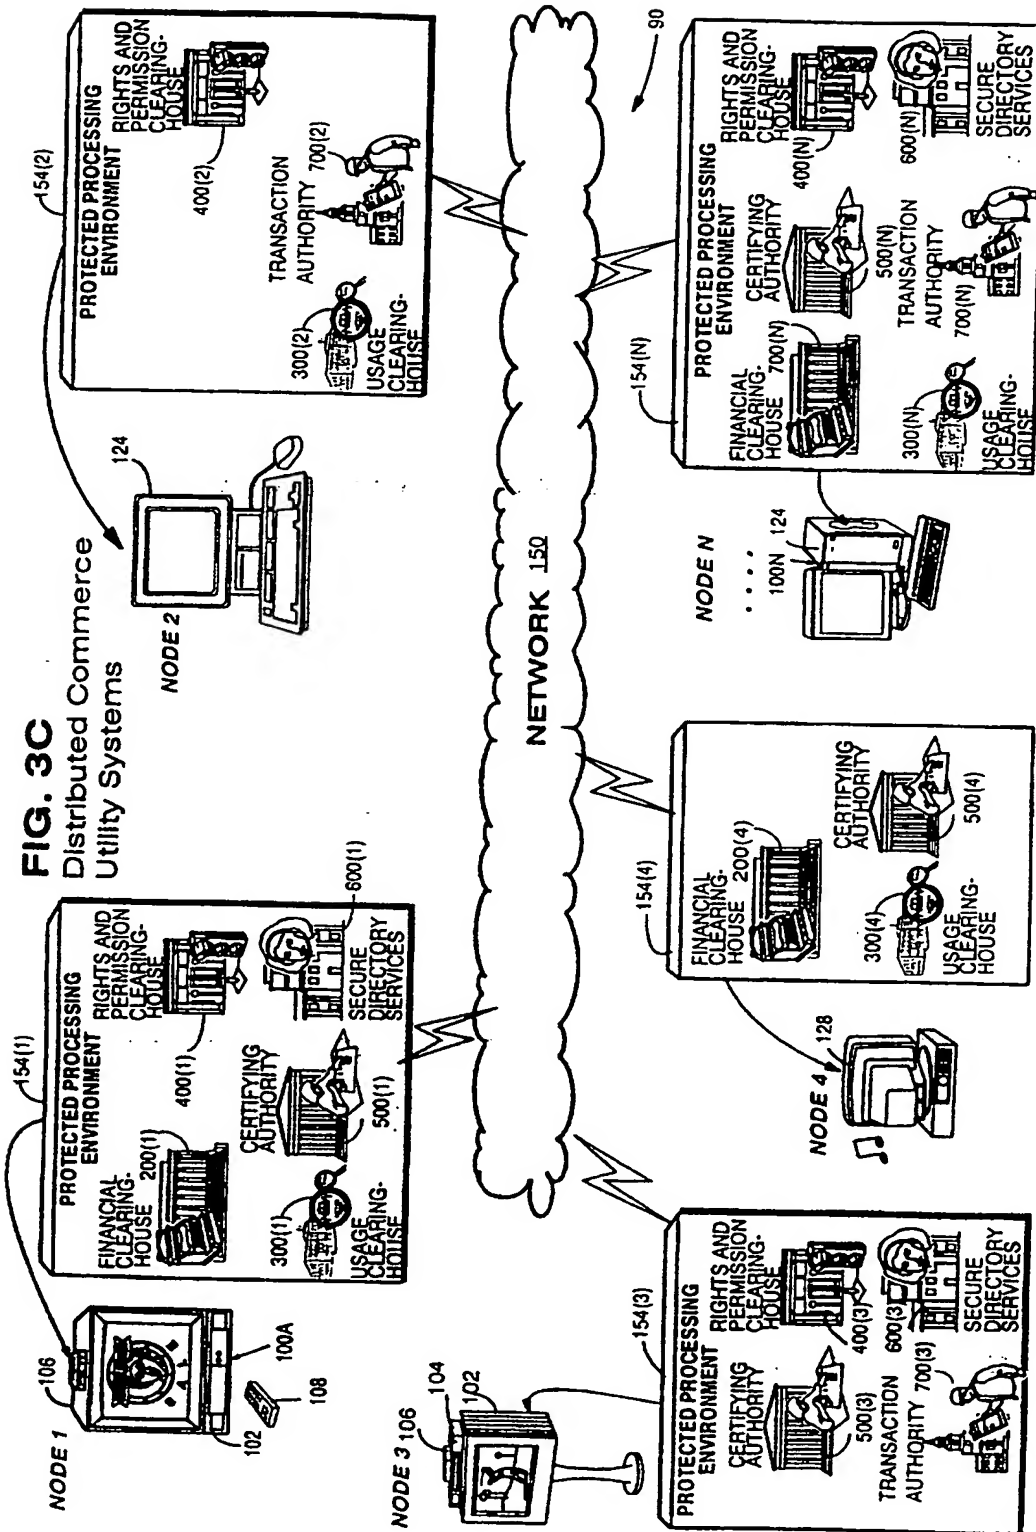 FIG. 3C
Distributed Commerce
Utility Systems
NODE 1
106
102
100A
108
154(1)
PROTECTED PROCESSING
ENVIRONMENT
FINANCIAL
CLEARING-
HOUSE
200(1)
RIGHTS AND
PERMISSION
CLEARING-
HOUSE
400(1)
300(1)
USAGE
CLEARING-
HOUSE
CERTIFYING
AUTHORITY
500(1)
600(1)
SECURE
DIRECTORY
SERVICES
NODE 2
124
154(2)
PROTECTED PROCESSING
ENVIRONMENT
RIGHTS AND
PERMISSION
CLEARING-
HOUSE
400(2)
300(2)
USAGE
CLEARING-
HOUSE
TRANSACTION
AUTHORITY
700(2)
NETWORK 150
90
NODE 3
104
106
102
154(3)
PROTECTED PROCESSING
ENVIRONMENT
CERTIFYING
AUTHORITY
500(3)
RIGHTS AND
PERMISSION
CLEARING-
HOUSE
400(3)
TRANSACTION
AUTHORITY
700(3)
600(3)
SECURE
DIRECTORY
SERVICES
NODE 4
128
154(4)
FINANCIAL
CLEARING-
HOUSE
200(4)
300(4)
USAGE
CLEARING-
HOUSE
CERTIFYING
AUTHORITY
500(4)
NODE N
. . . .
100N
124
154(N)
PROTECTED PROCESSING
ENVIRONMENT
FINANCIAL
CLEARING-
HOUSE
700(N)
CERTIFYING
AUTHORITY
500(N)
RIGHTS AND
PERMISSION
CLEARING-
HOUSE
400(N)
300(N)
USAGE
CLEARING-
HOUSE
TRANSACTION
AUTHORITY
700(N)
600(N)
SECURE
DIRECTORY
SERVICES